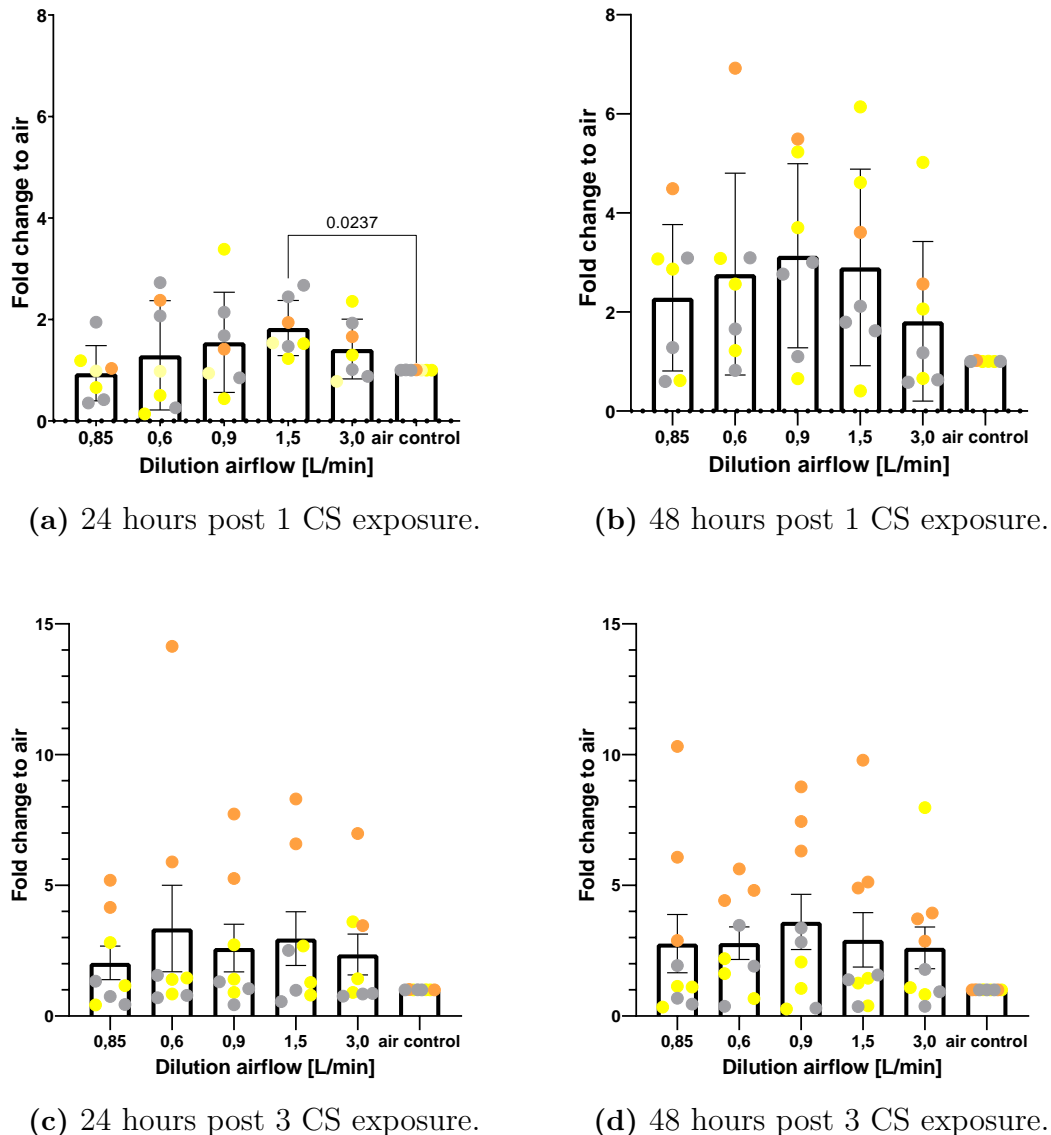 8
6
4
2
0
Fold change to air
0.0237
0,85 0,6 0,9 1,5 3,0 air control
Dilution airflow [L/min]
(a) 24 hours post 1 CS exposure.
8
6
4
2
0
Fold change to air
0,85 0,6 0,9 1,5 3,0 air control
Dilution airflow [L/min]
(b) 48 hours post 1 CS exposure.
15
10
5
0
Fold change to air
0,85 0,6 0,9 1,5 3,0 air control
Dilution airflow [L/min]
(c) 24 hours post 3 CS exposure.
15
10
5
0
Fold change to air
0,85 0,6 0,9 1,5 3,0 air control
Dilution airflow [L/min]
(d) 48 hours post 3 CS exposure.